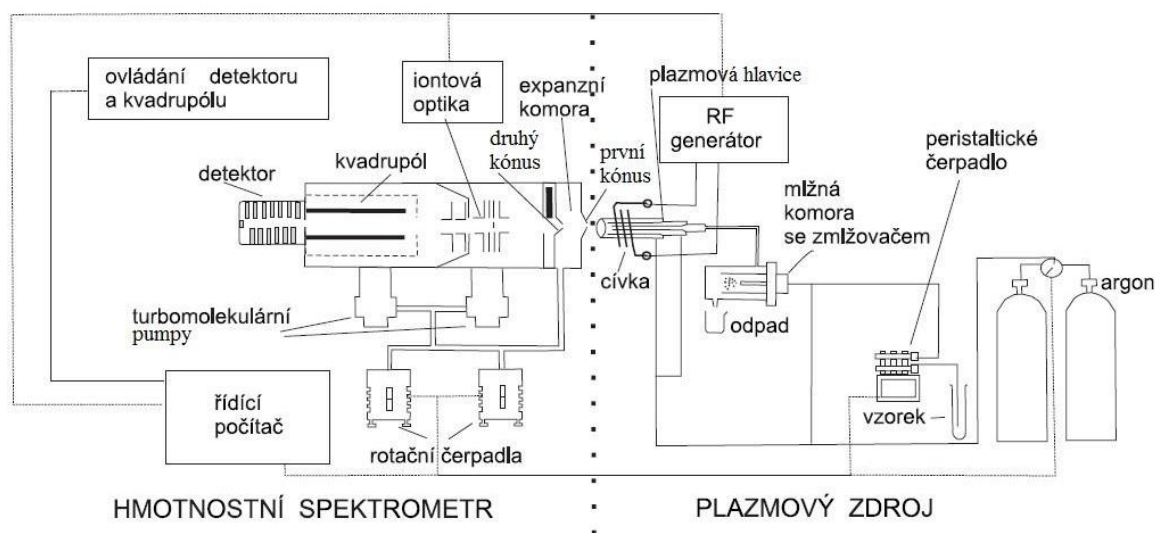 ovládání detektoru
a kvadrupólu
iontová
optika
expanzní
komora
plazmová hlavice
RF
generátor
peristaltické
čerpadlo
druhý
kónus
první
kónus
detektor
kvadrupól
mlžná
komora
se zmlžovačem
cívka
argon
odpad
turbomolekulární
pumpy
řídící
počítač
vzorek
rotační čerpadla
HMOTNOSTNÍ SPEKTROMETR
PLAZMOVÝ ZDROJ